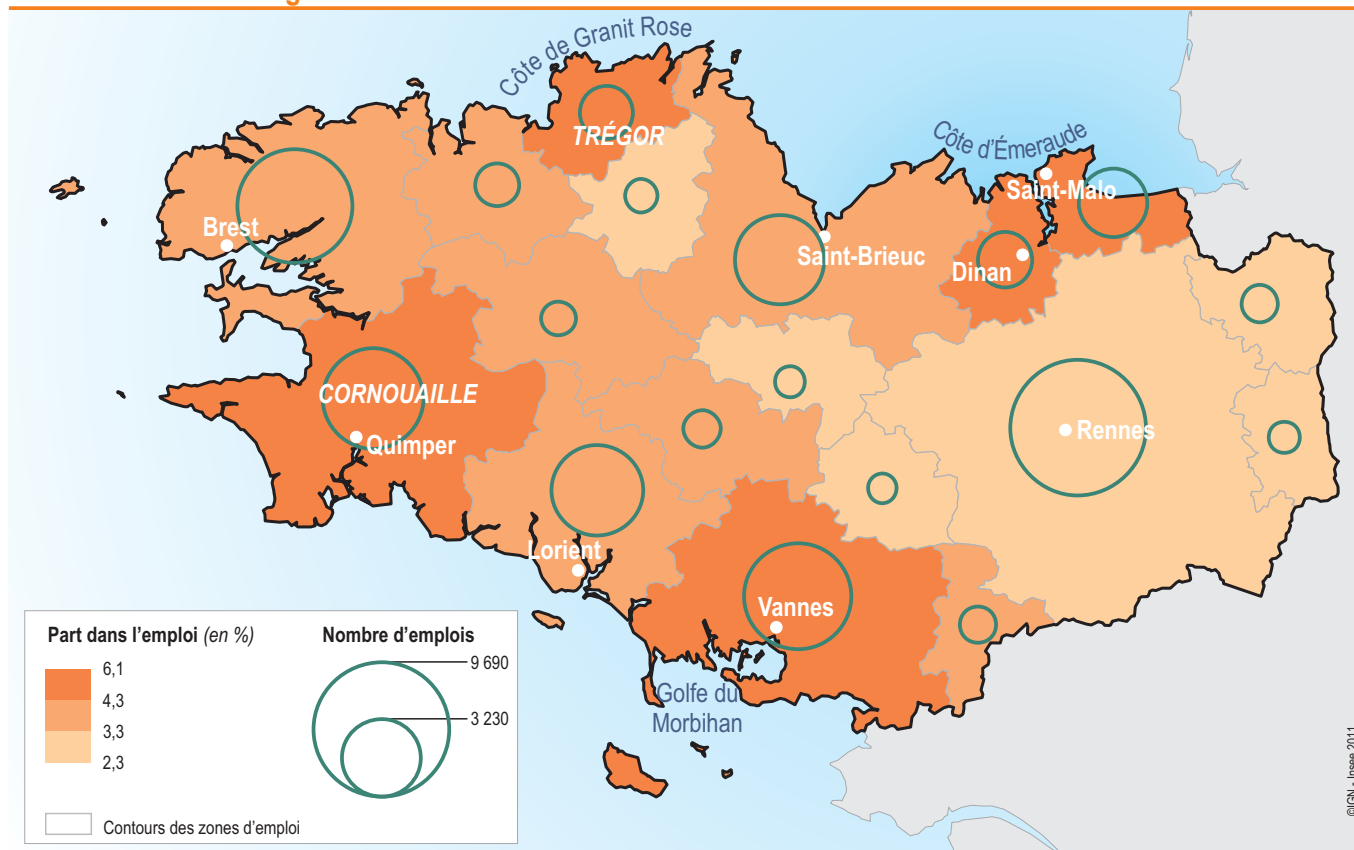 Côte de Granit Rose
TRÉGOR
Côte d'Émeraude
Saint-Malo
Brest
Saint-Brieuc
Dinan
CORNOUAILLE
Quimper
Rennes
Lorient
Vannes
Golfe du
Morbihan
Part dans l'emploi (en %)
6,1
4,3
3,3
2,3
Nombre d'emplois
9 690
3 230
Contours des zones d'emploi
©IGN - Insee 2011